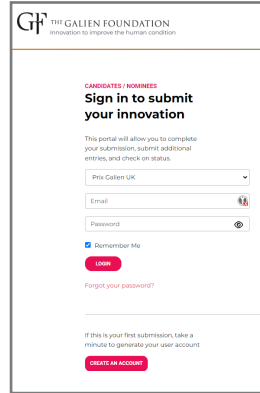 GF THE GALIEN FOUNDATION
Innovation to improve the human condition
CANDIDATES / NOMINEES
Sign in to submit
your innovation
This portal will allow you to complete
your submission, submit additional
entries, and check on status.
Prix Galien UK
Email
Password
Remember Me
LOGIN
Forgot your password?
If this is your first submission, take a
minute to generate your user account
CREATE AN ACCOUNT